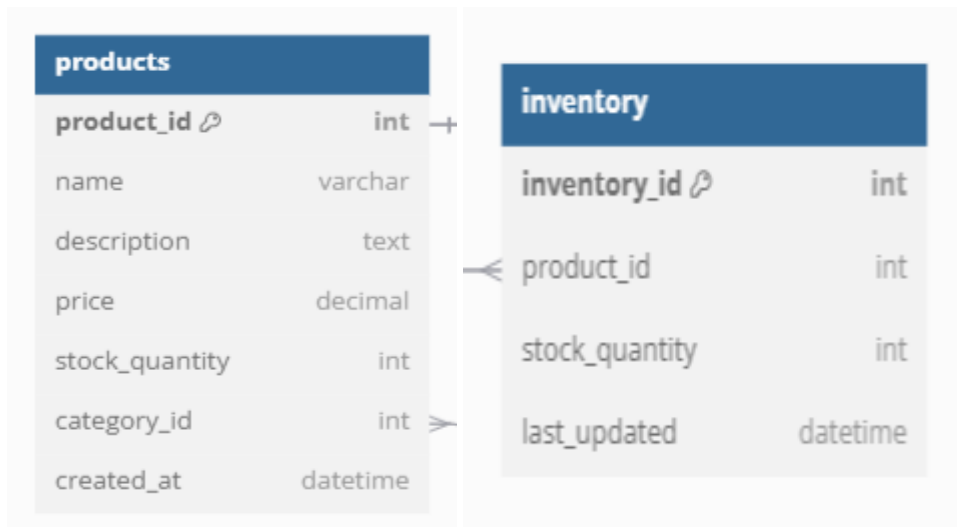 products
product_id int
name varchar
description text
price decimal
stock_quantity int
category_id int
created_at datetime
inventory
inventory_id int
product_id int
stock_quantity int
last_updated datetime